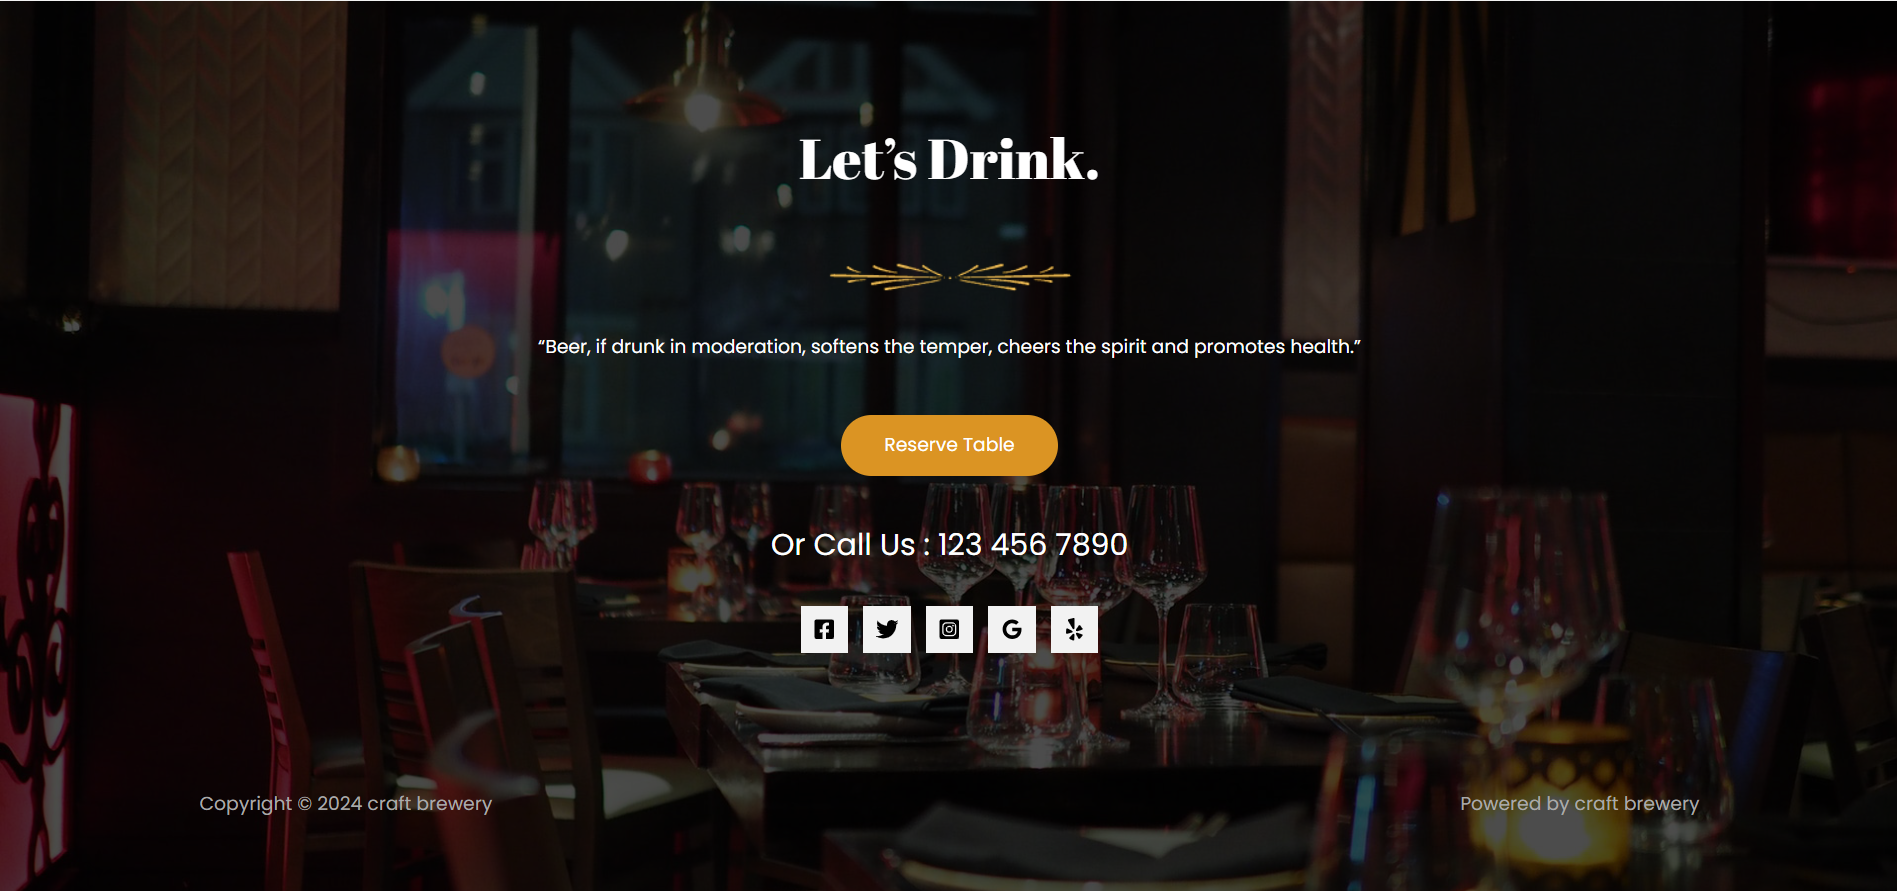 Let’s Drink.
“Beer, if drunk in moderation, softens the temper, cheers the spirit and promotes health.”
Reserve Table
Or Call Us : 123 456 7890
Copyright © 2024 craft brewery
Powered by craft brewery